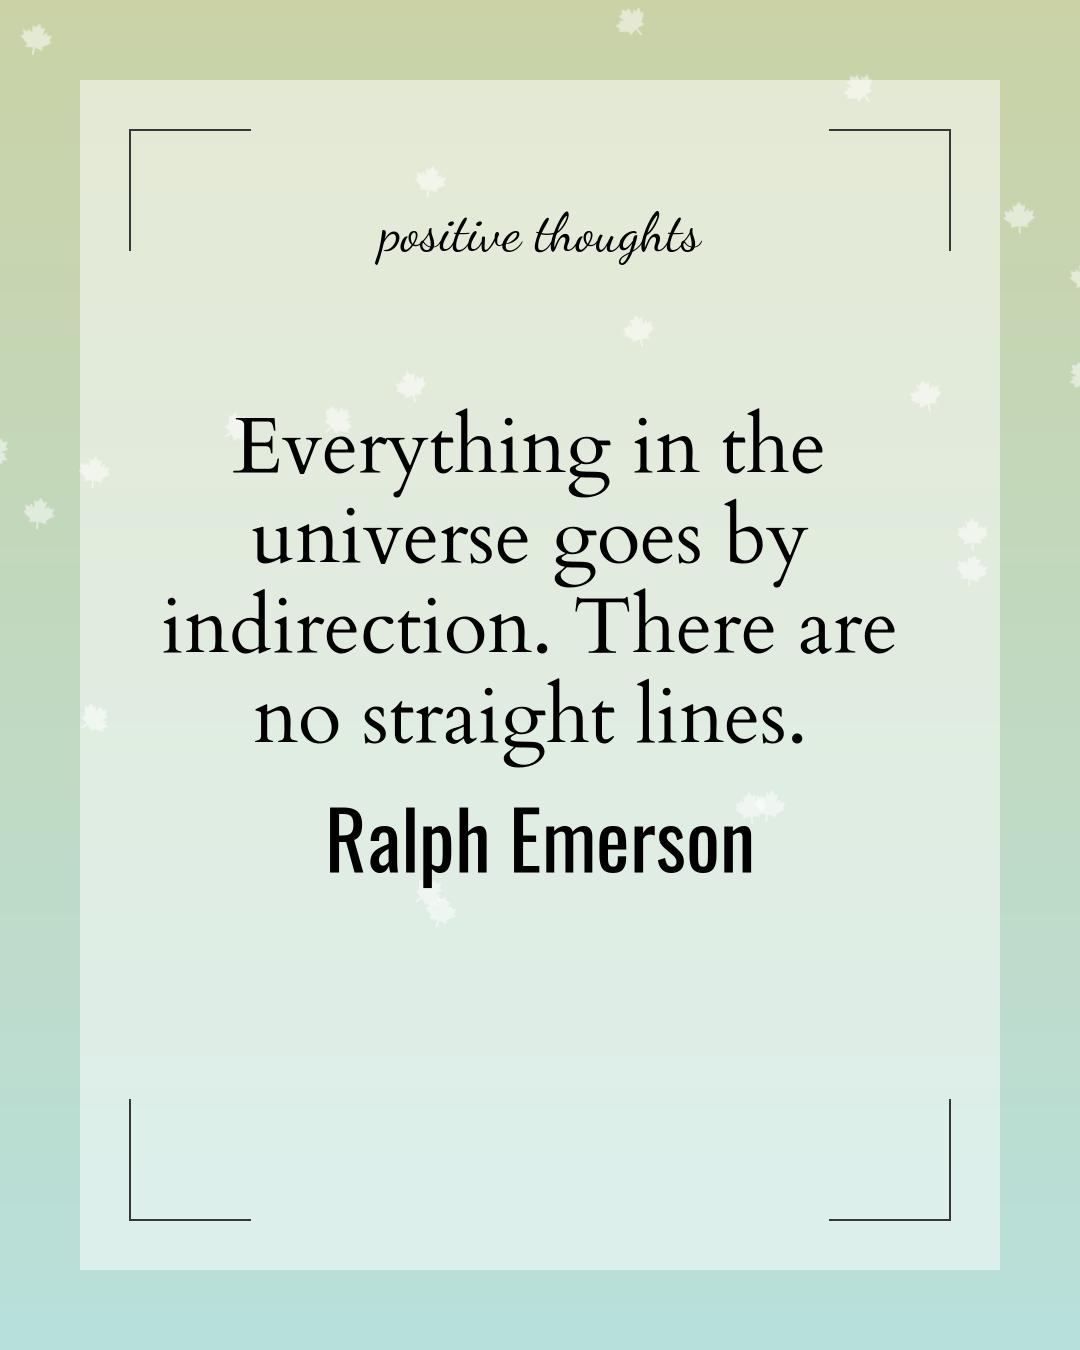 positive thoughts
Everything in the
universe goes by
indirection. There are
no straight lines.
Ralph Emerson